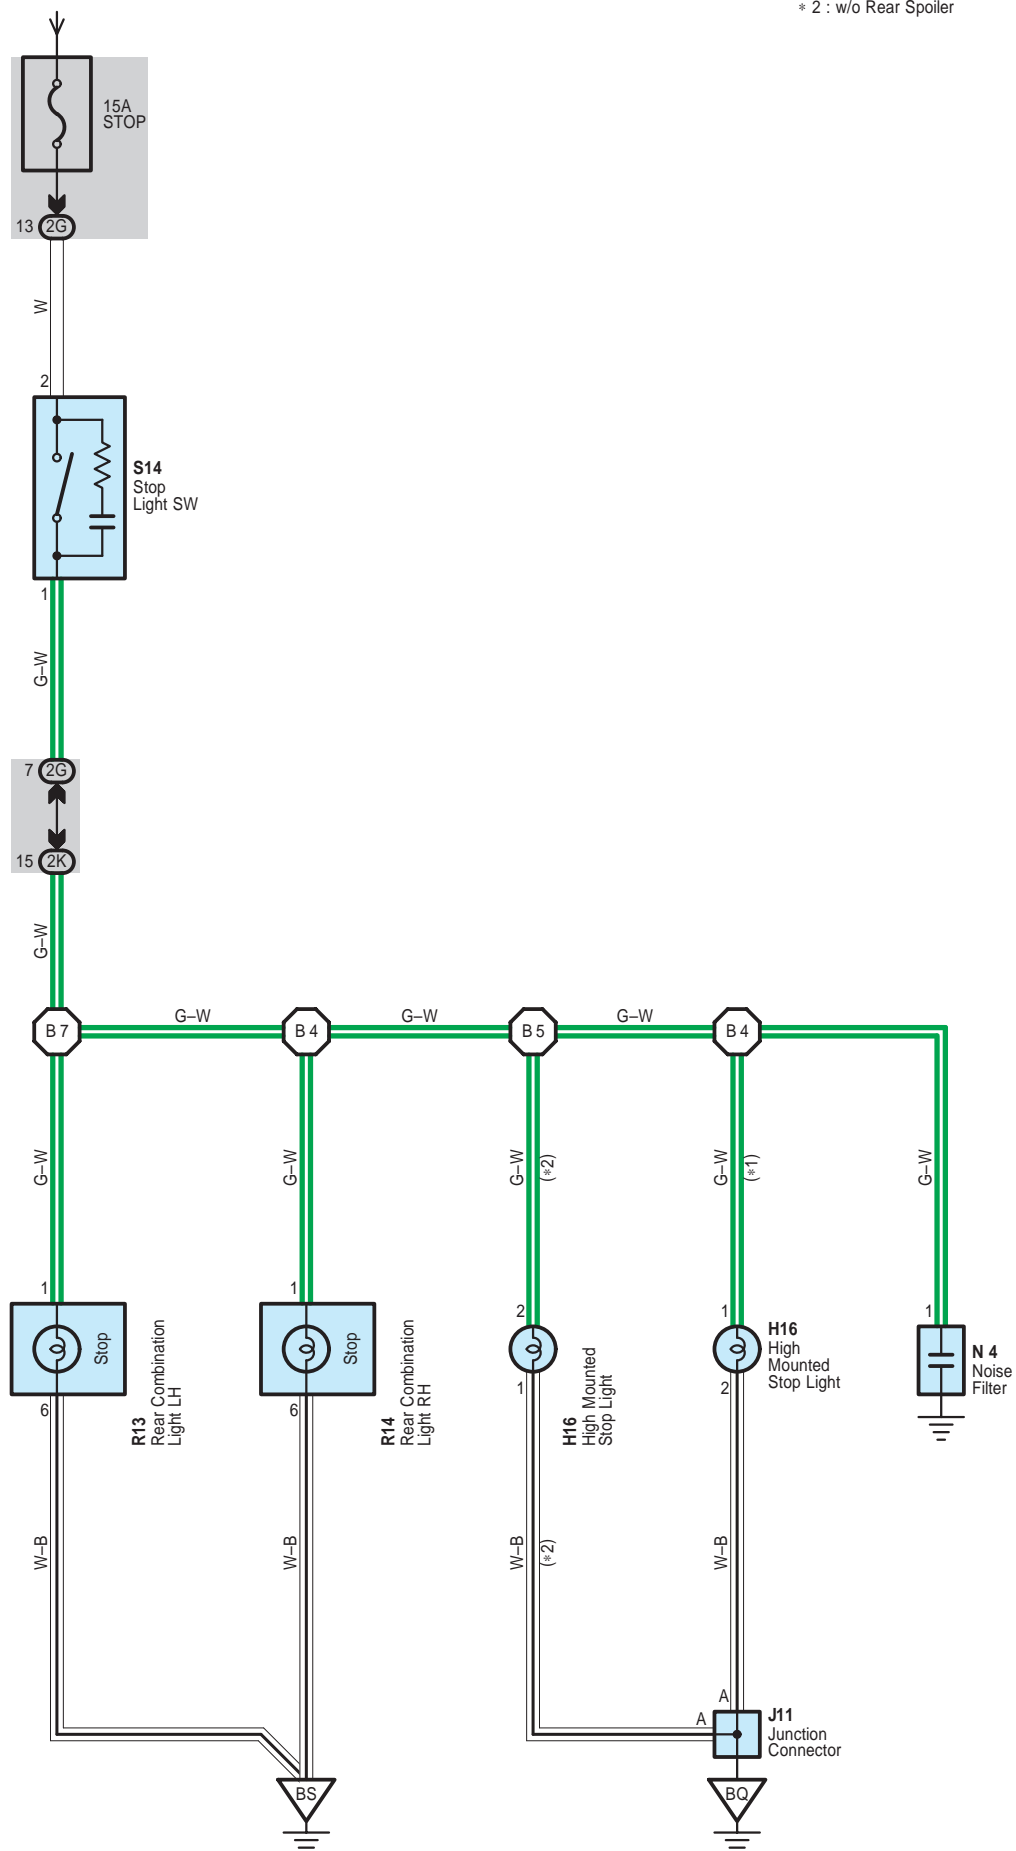 ∗ 2 : w/o Rear Spoiler
15A
STOP
13 2G
W
2
S14
Stop
Light SW
1
G–W
7 2G
15 2K
G–W
B 7
G–W
B 4
G–W
B 5
G–W
B 4
G–W
G–W
G–W
(∗2)
G–W
(∗1)
G–W
1
Stop
6
R13
Rear Combination
Light LH
1
Stop
6
R14
Rear Combination
Light RH
2
1
H16
High Mounted
Stop Light
1
2
H16
High
Mounted
Stop Light
1
N 4
Noise
Filter
W–B
W–B
W–B
(∗2)
W–B
A
A
J11
Junction
Connector
BS
BQ